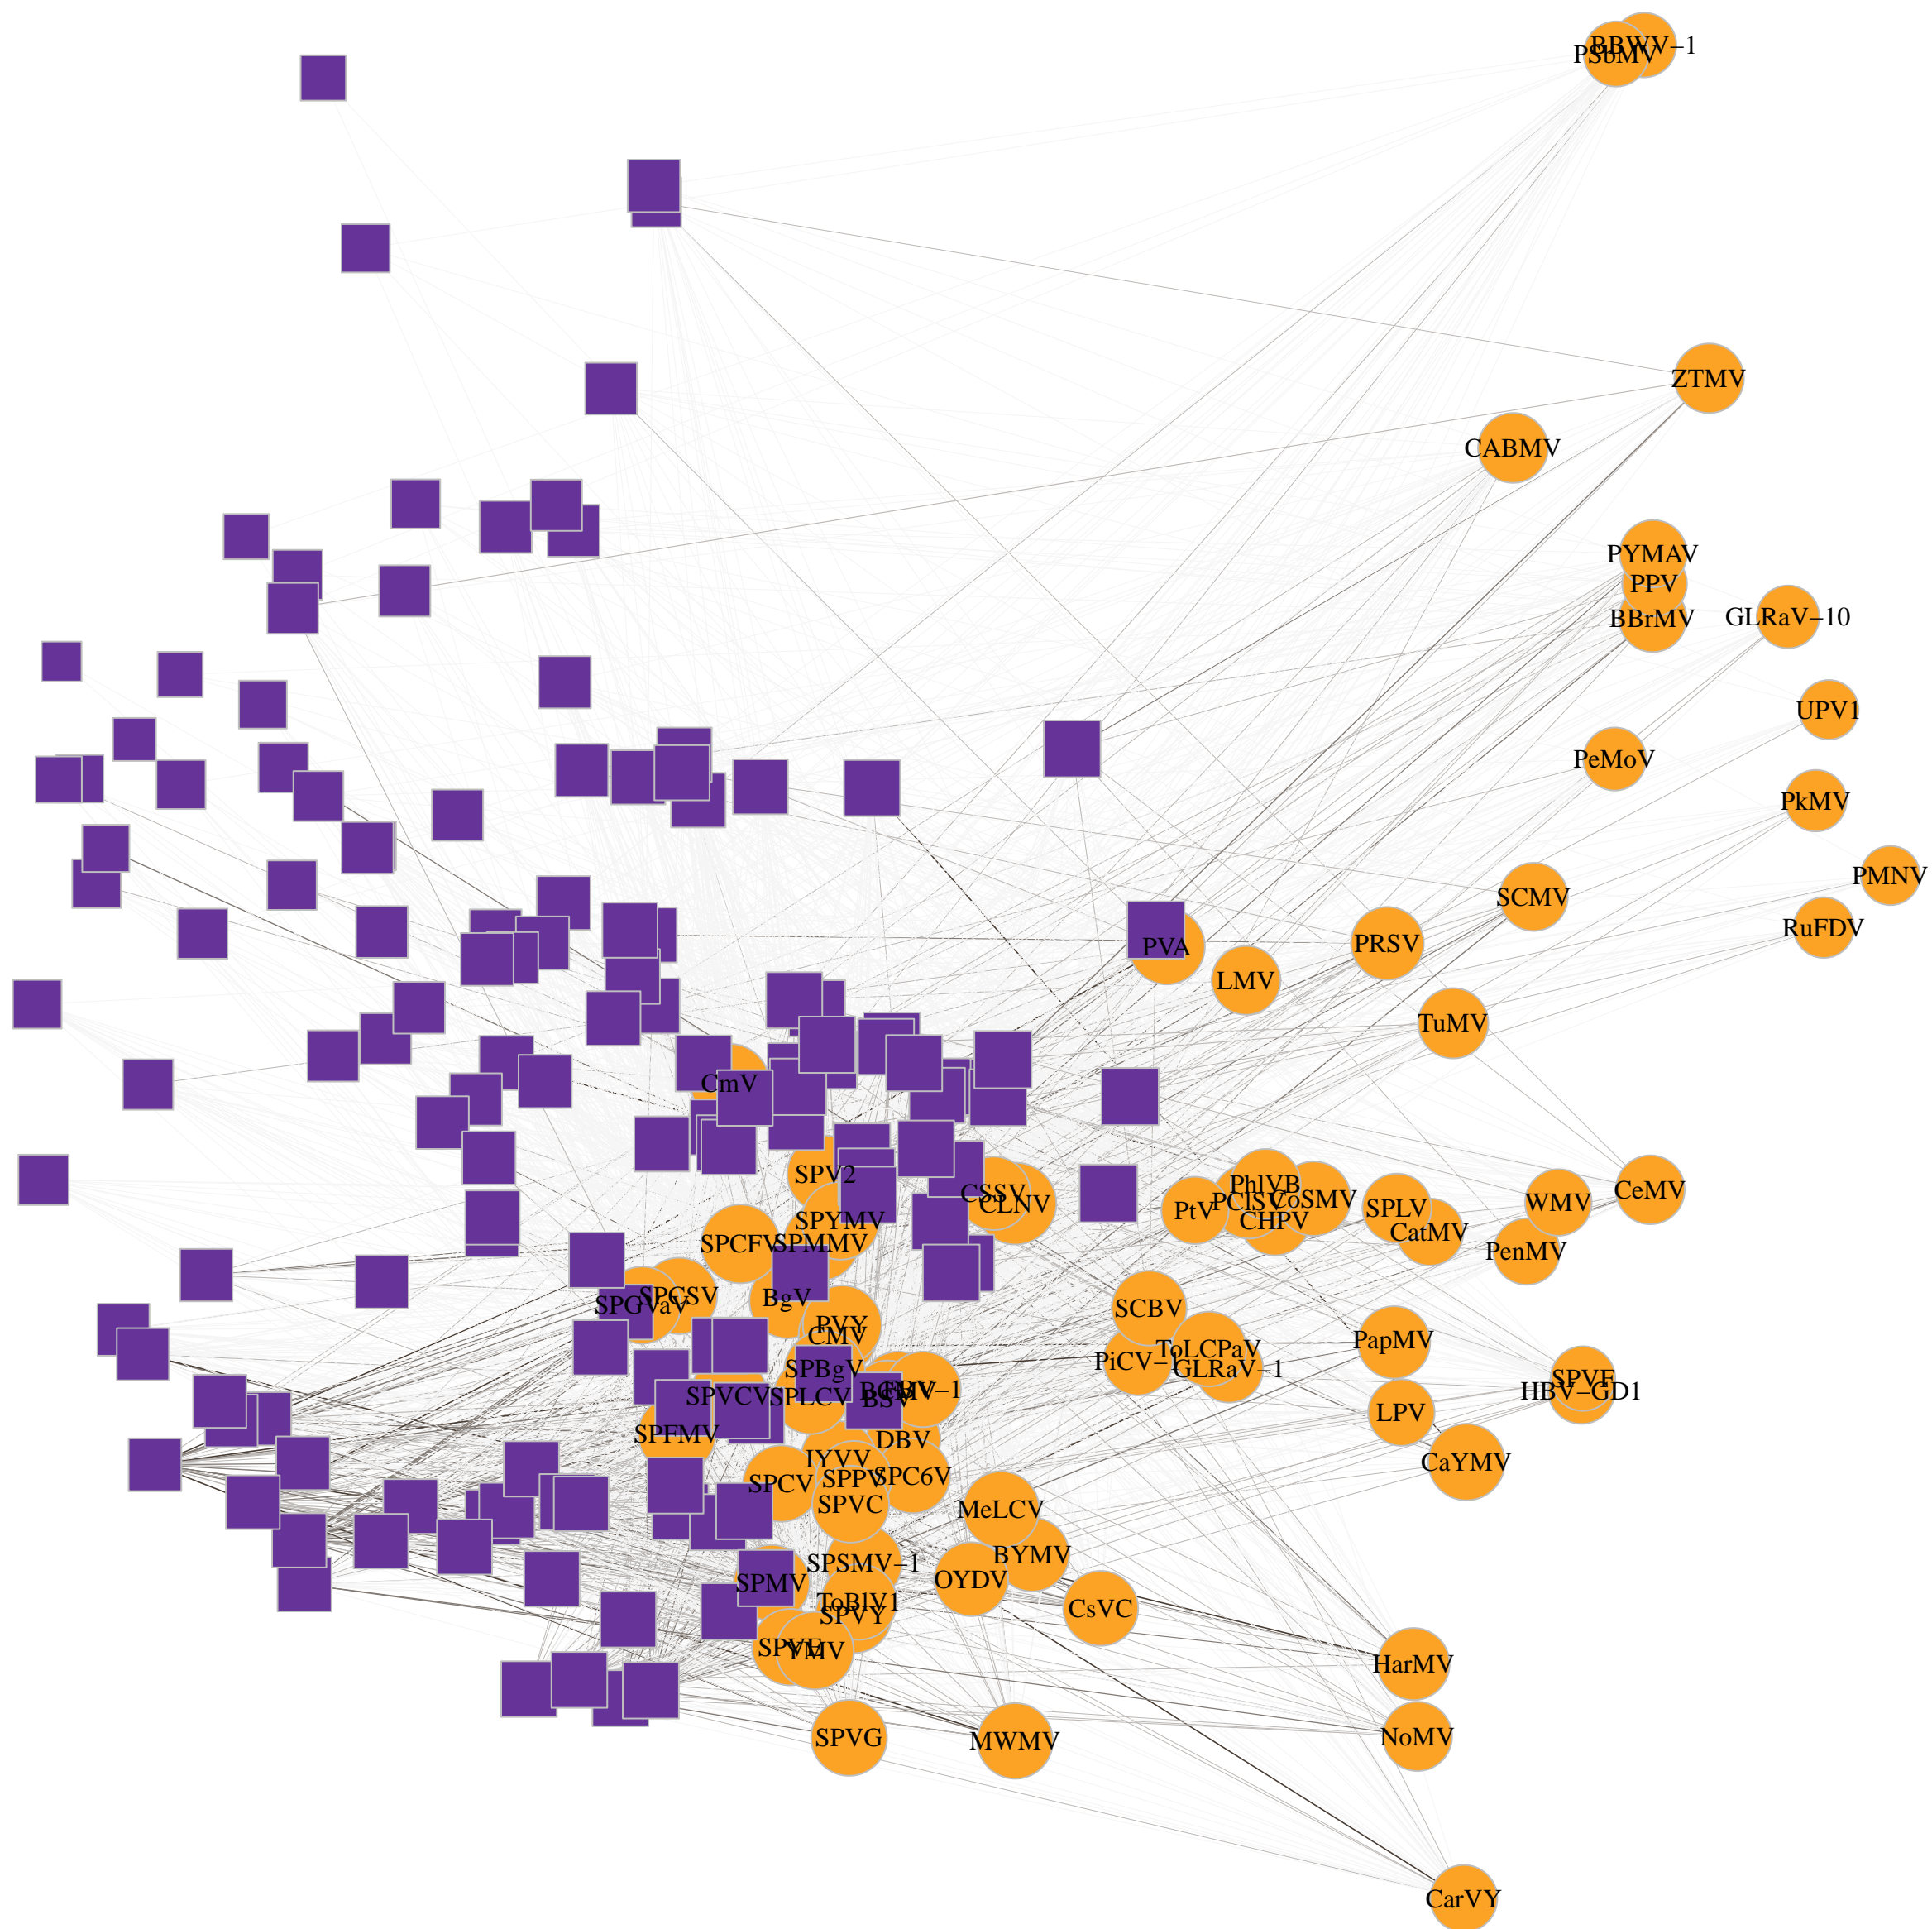 BBWV–1
PSbMV
ZTMV
CABMV
PYMAV
PPV
BBrMV
GLRaV–10
UPV1
PeMoV
PkMV
PMNV
SCMV
RuFDV
PVA
PRSV
LMV
TuMV
CmV
SPV2
CSSV
CLNV
PhlVB
PClSV
CoSMV
PtV
CHPV
SPLV
CatMV
WMV
CeMV
PenMV
SPYMV
SPCFV
SPMMV
SPCSV
SPGVaV
BgV
SCBV
PVY
CMV
ToLCPaV
PiCV–1
GLRaV–1
PapMV
SPBgV
SPVCV
SPLCV
BSV
SPVF
HBV–GD1
LPV
SPFMV
DBV
IYVV
CaYMV
SPCV
SPPV
SPC6V
SPVC
MeLCV
BYMV
SPSMV–1
SPMV
OYDV
ToBlV1
SPVY
CsVC
SPVE
YMV
HarMV
SPVG
MWMV
NoMV
CarVY